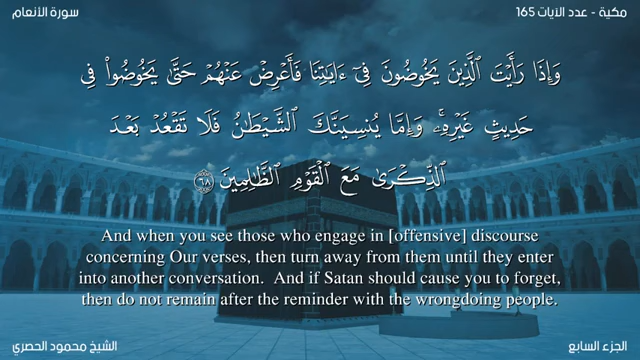 سورة الأنعام
مكية - عدد الآيات 165
وَإِذَا رَأَيْتَ ٱلَّذِينَ يَخُوضُونَ فِىٓ ءَايَـٰتِنَا فَأَعْرِضْ عَنْهُمْ حَتَّىٰ يَخُوضُوا۟ فِى
حَدِيثٍ غَيْرِهِۦ ۚ وَإِمَّا يُنسِيَنَّكَ ٱلشَّيْطَـٰنُ فَلَا تَقْعُدْ بَعْدَ
ٱلذِّكْرَىٰ مَعَ ٱلْقَوْمِ ٱلظَّـٰلِمِينَ ٦٨
And when you see those who engage in [offensive] discourse
concerning Our verses, then turn away from them until they enter
into another conversation.  And if Satan should cause you to forget,
then do not remain after the reminder with the wrongdoing people.
الشيخ محمود الحصري
الجزء السابع